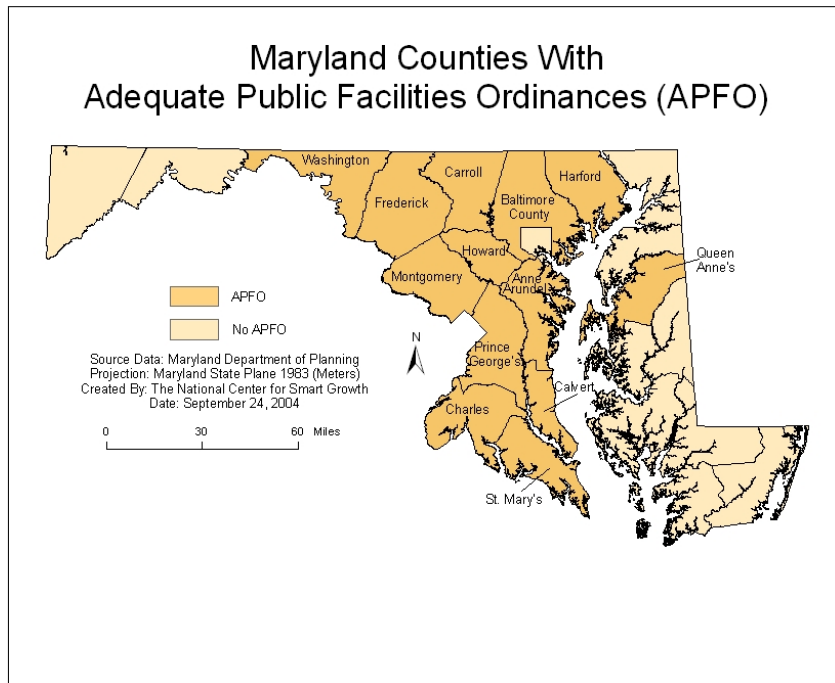 Maryland Counties With
Adequate Public Facilities Ordinances (APFO)
Washington
Carroll
Harford
Frederick
Baltimore
County
Howard
Queen
Anne's
Montgomery
Anne
Arundel
APFO
No APFO
N
Prince
George's
Source Data: Maryland Department of Planning
Projection: Maryland State Plane 1983 (Meters)
Created By: The National Center for Smart Growth
Date: September 24, 2004
Calvert
Charles
0 30 60 Miles
St. Mary's